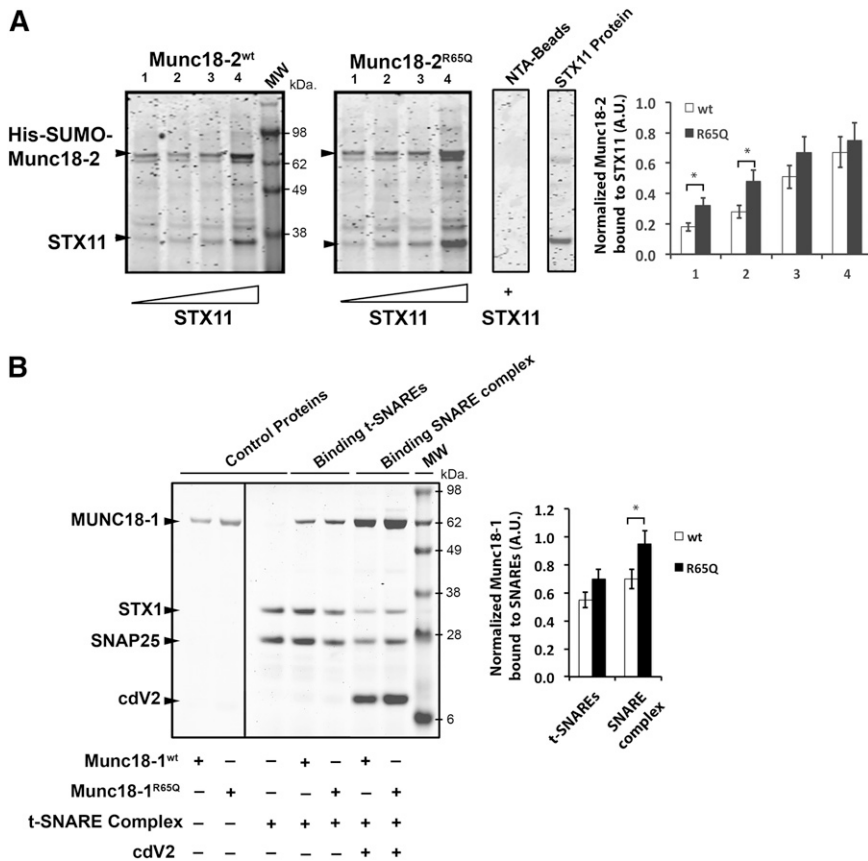 A
Munc18-2wt
1 2 3 4
MW
kDa.
Munc18-2R65Q
1 2 3 4
NTA-Beads
STX11 Protein
His-SUMO-
Munc18-2
STX11
98
62
49
38
STX11
STX11
+
STX11
Normalized Munc18-2
bound to STX11 (A.U.)
1.0
0.8
0.6
0.4
0.2
0.0
wt
R65Q
*
*
1 2 3 4
B
Control Proteins
Binding t-SNAREs
Binding SNARE complex
MW
kDa.
MUNC18-1
STX1
SNAP25
cdV2
98
62
49
38
28
6
Munc18-1wt + – – + – + –
Munc18-1R65Q – + – – + – +
t-SNARE Complex – – + + + + +
cdV2 – – – – – + +
Normalized Munc18-1
bound to SNAREs (A.U.)
1.4
1.2
1.0
0.8
0.6
0.4
0.2
0.0
wt
R65Q
*
t-SNAREs
SNARE
complex